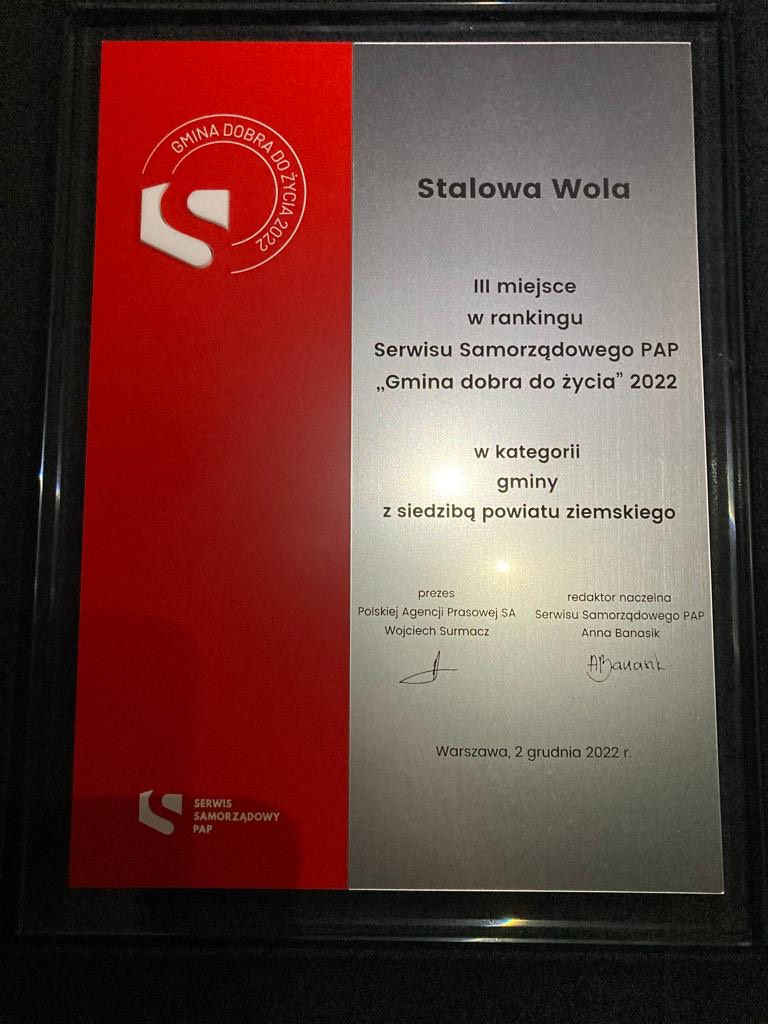 GMINA DOBRA DO ŻYCIA 2022
Stalowa Wola
III miejsce
w rankingu
Serwisu Samorządowego PAP
„Gmina dobra do życia” 2022
w kategorii
gminy
z siedzibą powiatu ziemskiego
prezes
Polskiej Agencji Prasowej SA
Wojciech Surmacz
redaktor naczelna
Serwisu Samorządowego PAP
Anna Banasik
ABanasik
Warszawa, 2 grudnia 2022 r.
SERWIS
SAMORZĄDOWY
PAP